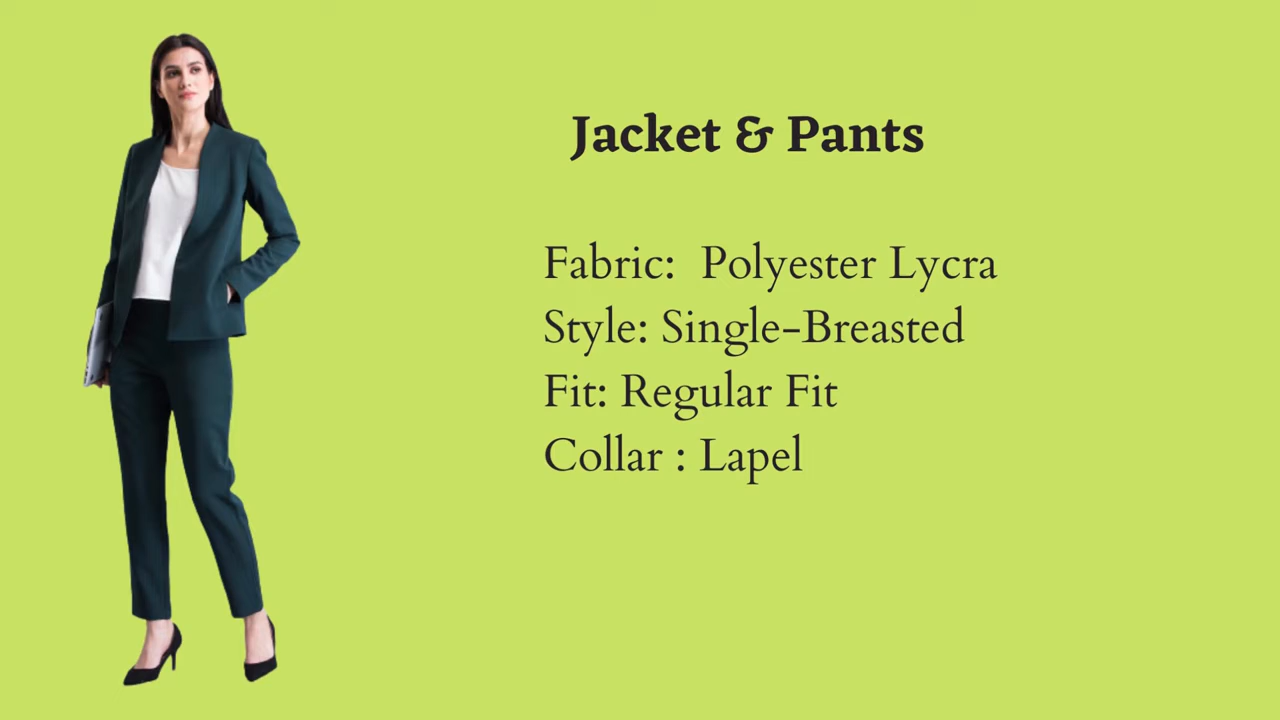 Jacket & Pants
Fabric:  Polyester Lycra
Style: Single-Breasted
Fit: Regular Fit
Collar : Lapel